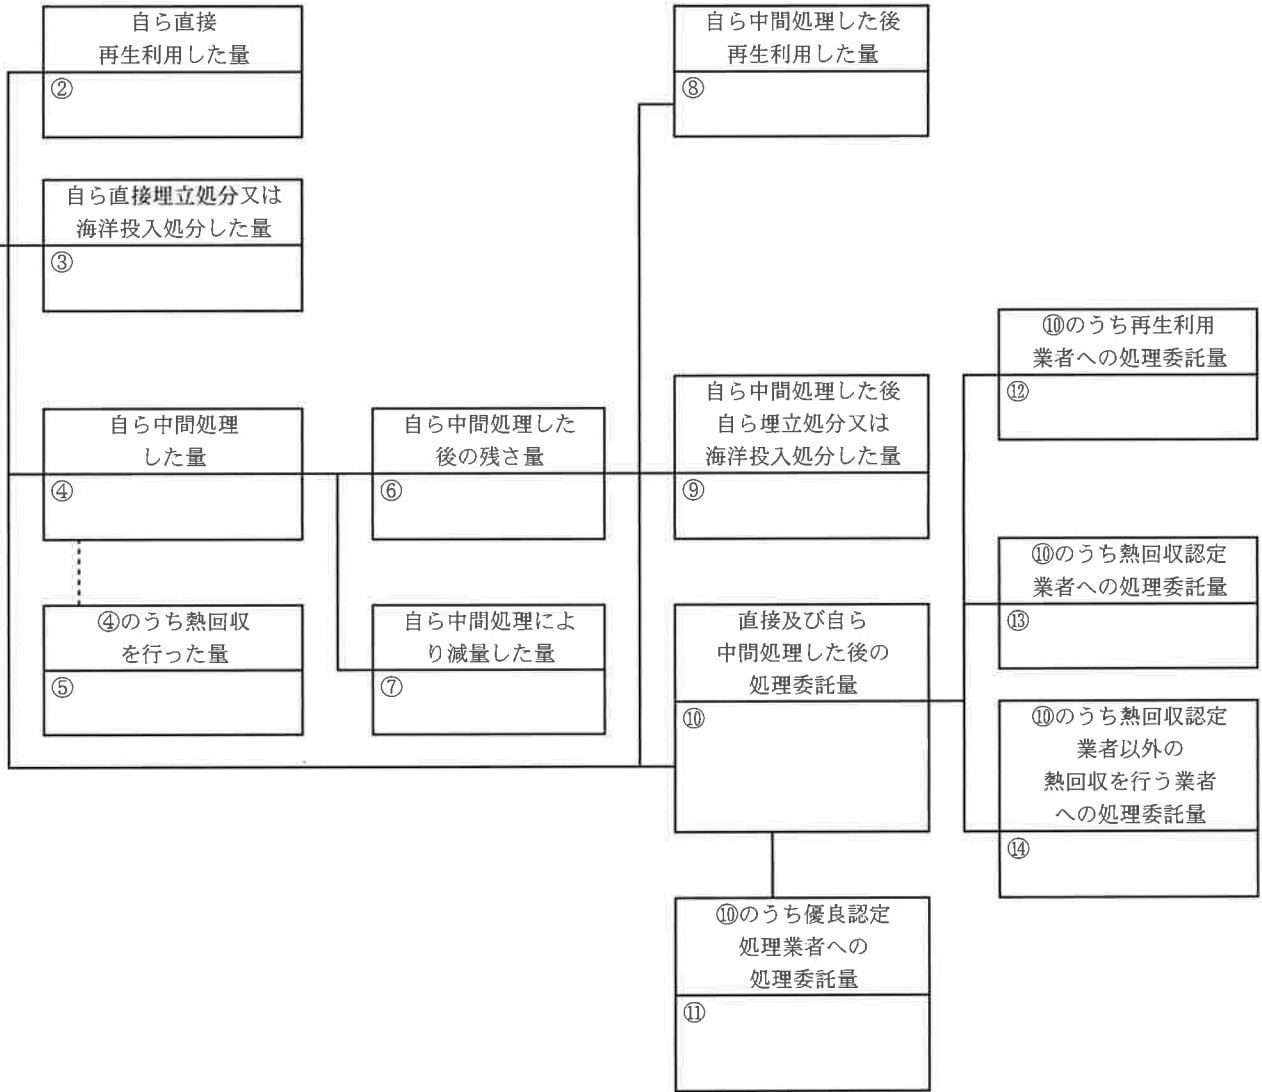 自ら直接
再生利用した量
②
自ら直接埋立処分又は
海洋投入処分した量
③
自ら中間処理
した量
④
④のうち熱回収
を行った量
⑤
自ら中間処理した
後の残さ量
⑥
自ら中間処理によ
り減量した量
⑦
自ら中間処理した後
再生利用した量
⑧
自ら中間処理した後
自ら埋立処分又は
海洋投入処分した量
⑨
直接及び自ら
中間処理した後の
処理委託量
⑩
⑩のうち優良認定
処理業者への
処理委託量
⑪
⑩のうち再生利用
業者への処理委託量
⑫
⑩のうち熱回収認定
業者への処理委託量
⑬
⑩のうち熱回収認定
業者以外の
熱回収を行う業者
への処理委託量
⑭